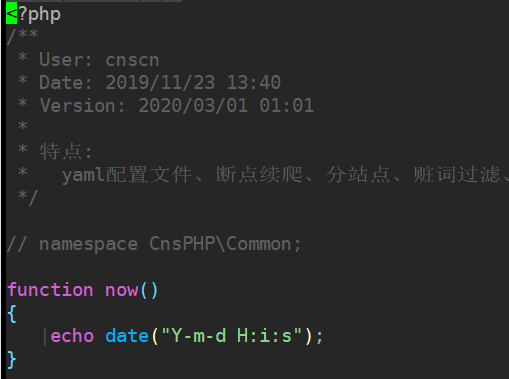 <?php
/**
 * User: cnscn
 * Date: 2019/11/23 13:40
 * Version: 2020/03/01 01:01
 *
 * 特点:
 *   yaml配置文件、断点续爬、分站点、赃词过滤、
 */
// namespace CnsPHP\Common;
function now()
{
    echo date("Y-m-d H:i:s");
}